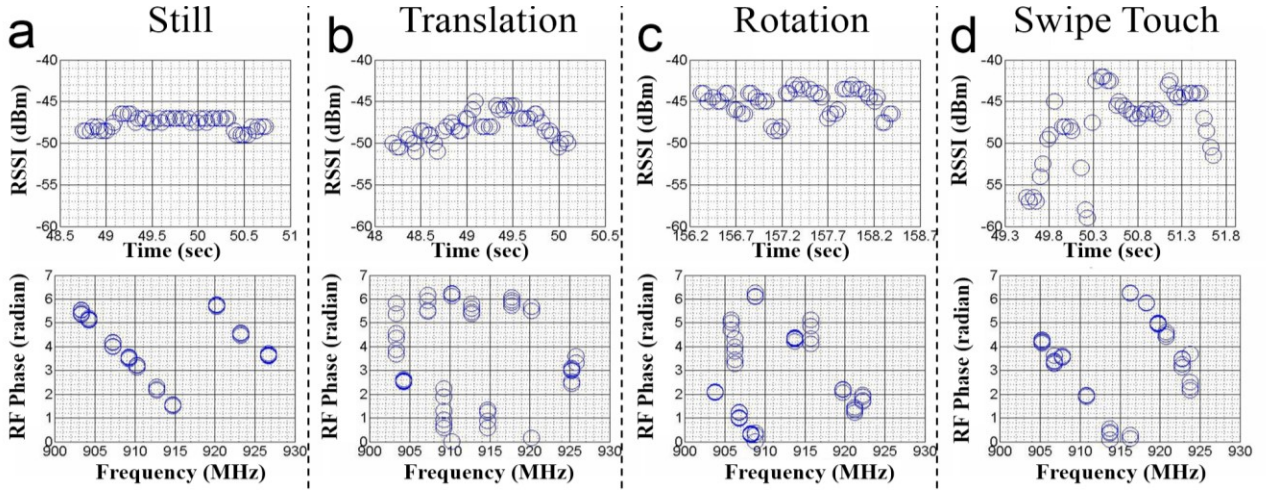 a Still
b Translation
c Rotation
d Swipe Touch
-40
-45
-50
-55
-60
RSSI (dBm)
48.5 49 49.5 50 50.5 51
Time (sec)
-40
-45
-50
-55
-60
RSSI (dBm)
48 48.5 49 49.5 50 50.5
Time (sec)
-40
-45
-50
-55
-60
RSSI (dBm)
156.2 156.7 157.2 157.7 158.2 158.7
Time (sec)
-40
-45
-50
-55
-60
RSSI (dBm)
49.3 49.8 50.3 50.8 51.3 51.8
Time (sec)
7
6
5
4
3
2
1
0
RF Phase (radian)
900 905 910 915 920 925 930
Frequency (MHz)
7
6
5
4
3
2
1
0
RF Phase (radian)
900 905 910 915 920 925 930
Frequency (MHz)
7
6
5
4
3
2
1
0
RF Phase (radian)
900 905 910 915 920 925 930
Frequency (MHz)
7
6
5
4
3
2
1
0
RF Phase (radian)
900 905 910 915 920 925 930
Frequency (MHz)